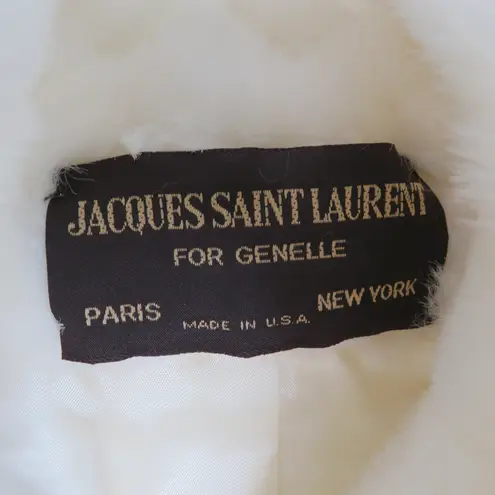 JACQUES SAINT LAURENT
FOR GENELLE
PARIS
NEW YORK
MADE IN U.S.A.